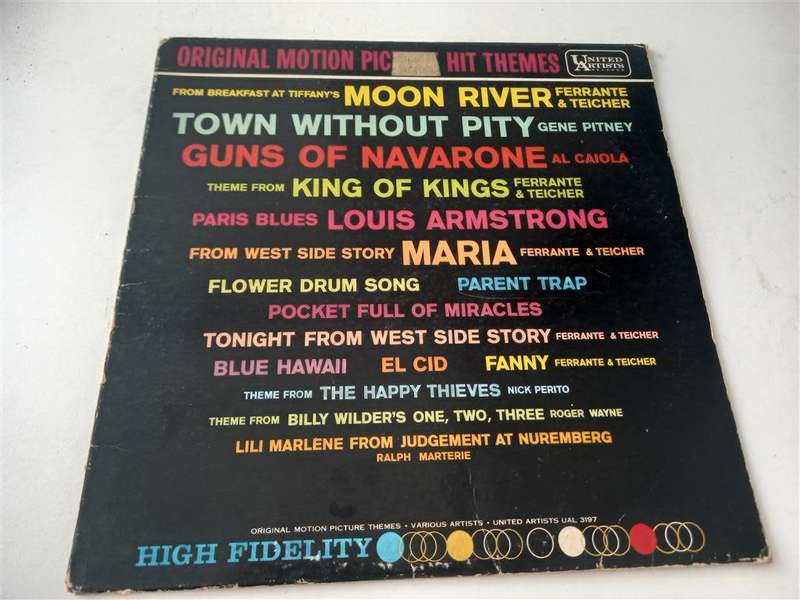 ORIGINAL MOTION PIC HIT THEMES UNITED ARTISTS
FROM BREAKFAST AT TIFFANY'S MOON RIVER FERRANTE & TEICHER
TOWN WITHOUT PITY GENE PITNEY
GUNS OF NAVARONE AL CAIOLA
THEME FROM KING OF KINGS FERRANTE & TEICHER
PARIS BLUES LOUIS ARMSTRONG
FROM WEST SIDE STORY MARIA FERRANTE & TEICHER
FLOWER DRUM SONG PARENT TRAP
POCKET FULL OF MIRACLES
TONIGHT FROM WEST SIDE STORY FERRANTE & TEICHER
BLUE HAWAII EL CID FANNY FERRANTE & TEICHER
THEME FROM THE HAPPY THIEVES NICK PERITO
THEME FROM BILLY WILDER'S ONE, TWO, THREE ROGER WAYNE
LILI MARLENE FROM JUDGEMENT AT NUREMBERG
RALPH MARTERIE
ORIGINAL MOTION PICTURE THEMES • VARIOUS ARTISTS • UNITED ARTISTS UAL 3197
HIGH FIDELITY